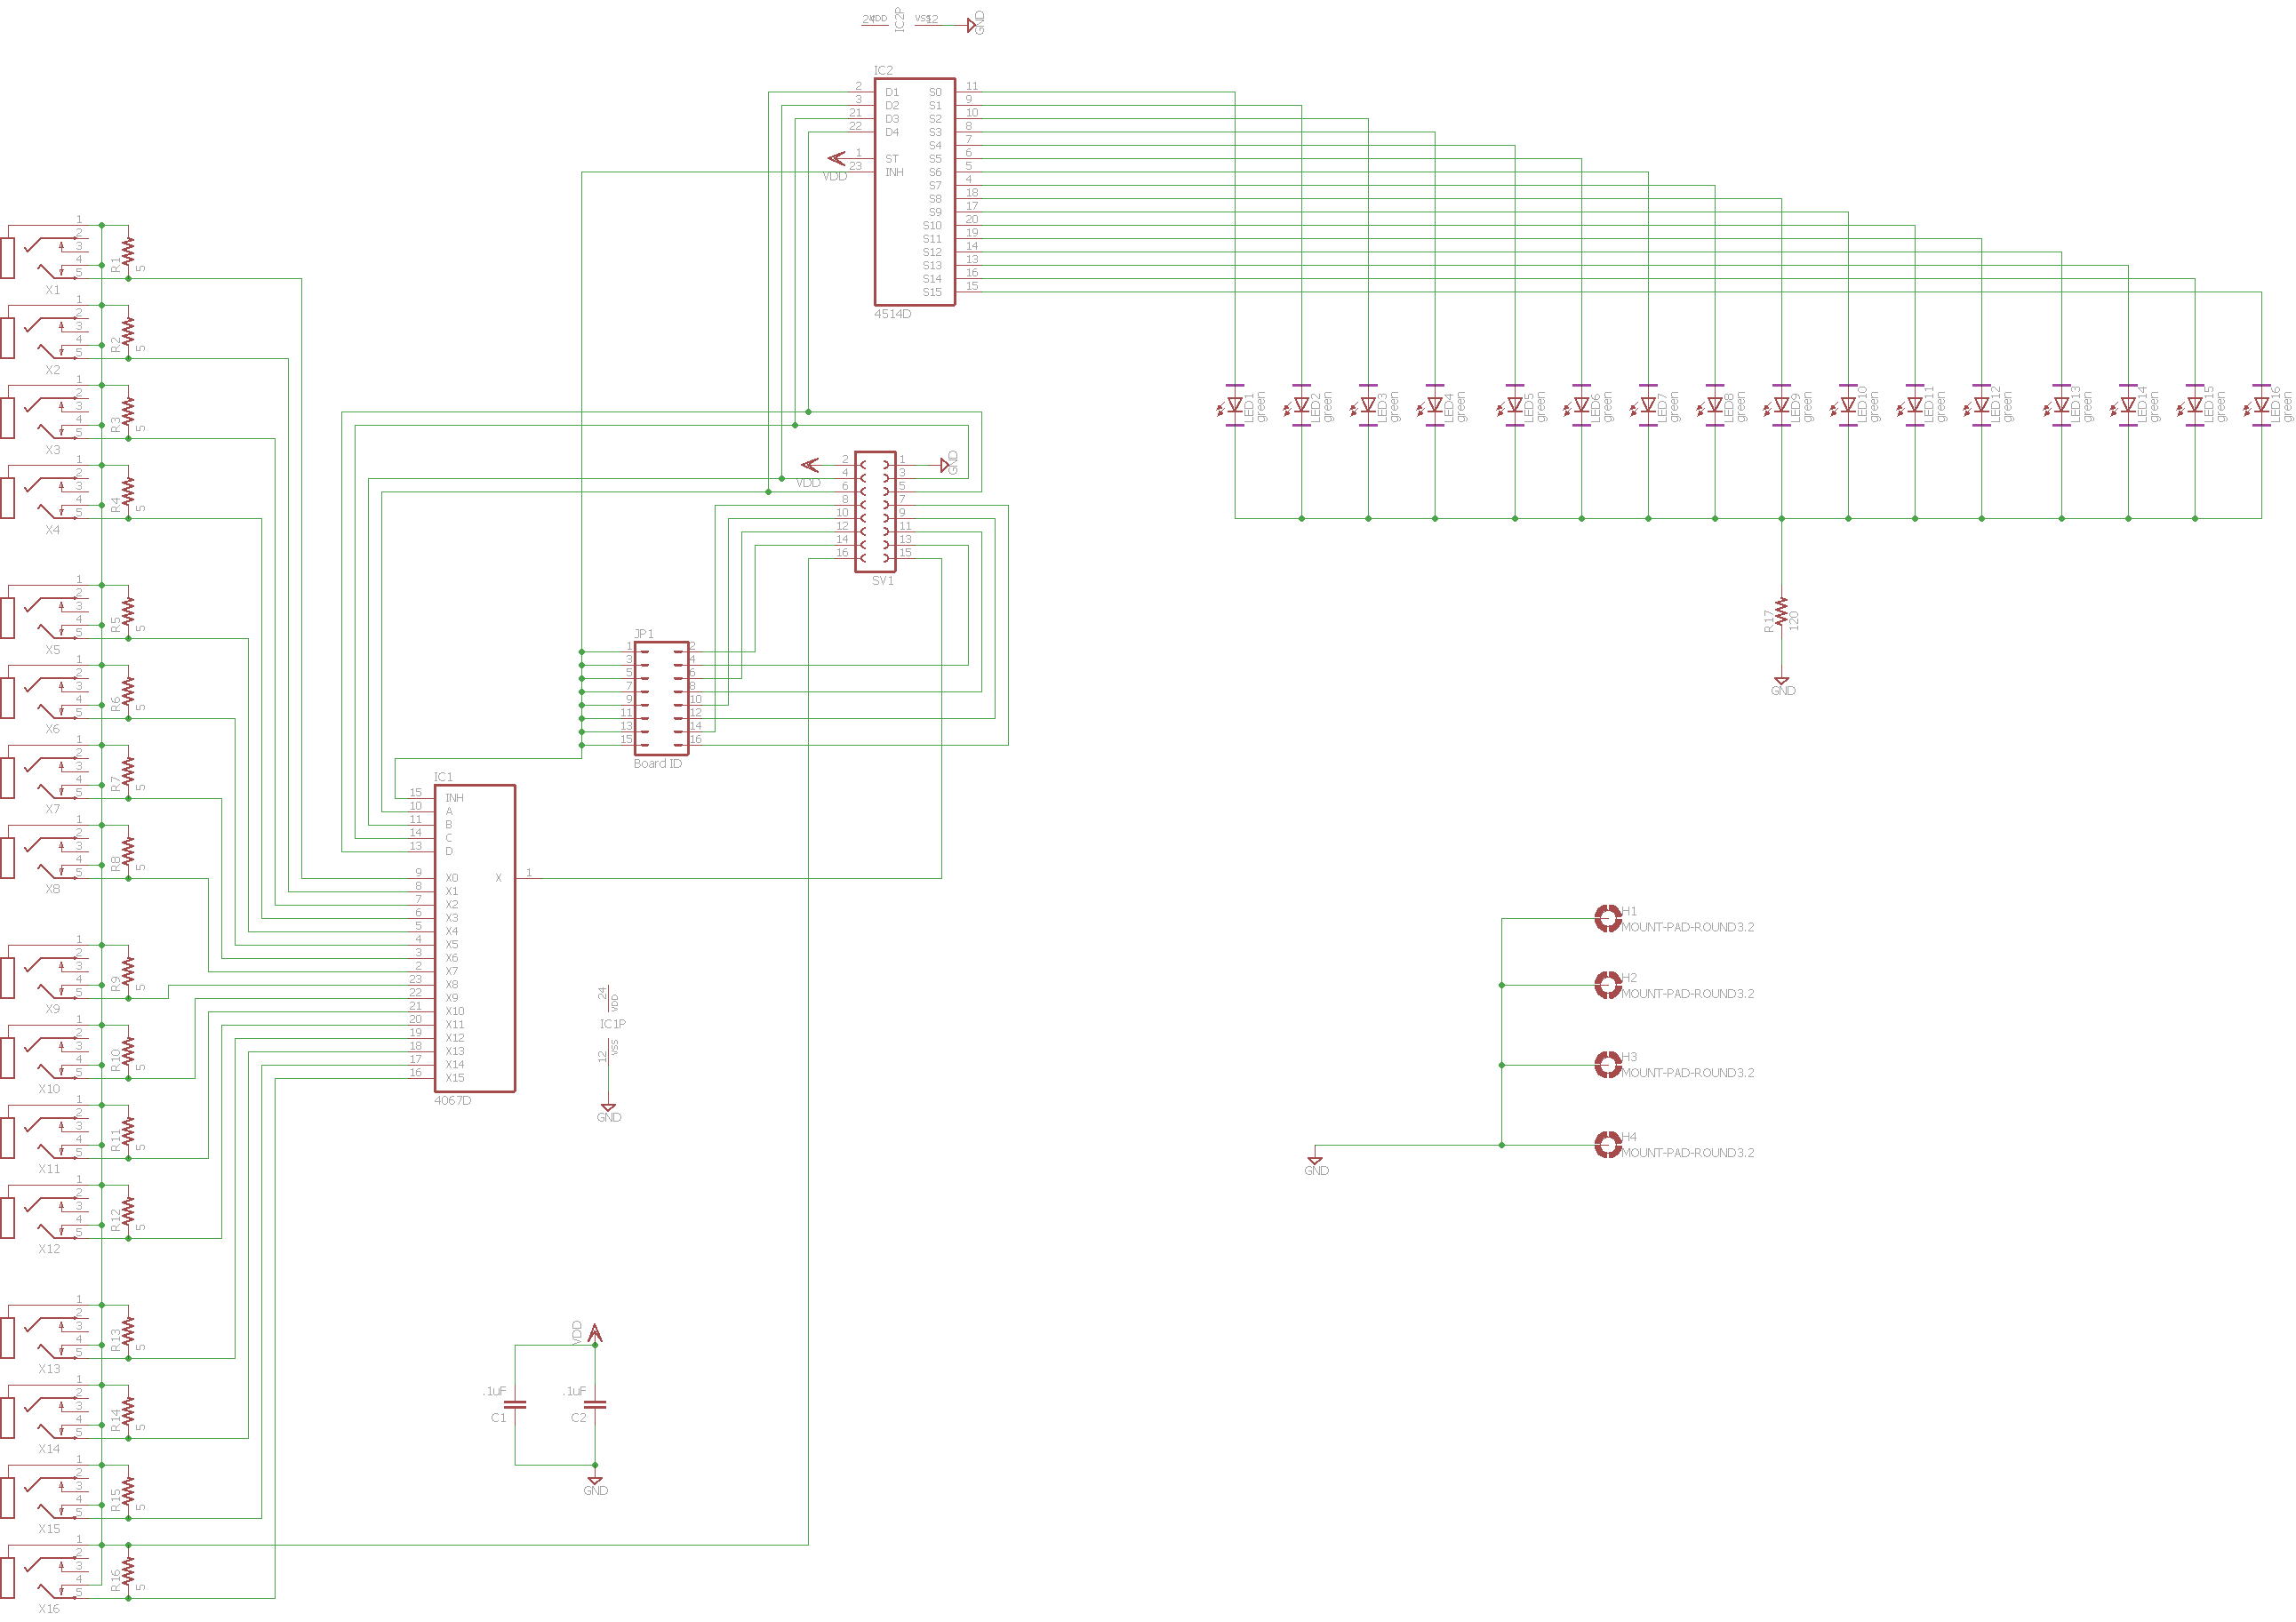 24
VDD
IC2P
VSS
12
GND
IC2
2 D1 S0 11
3 D2 S1 9
21 D3 S2 10
22 D4 S3 8
S4 7
1 ST S5 6
23 INH S6 5
VDD
S7 4
S8 18
S9 17
S10 20
S11 19
S12 14
S13 13
S14 16
S15 15
4514D
1
2
3
4
5
X1
R1
5
1
2
3
4
5
X2
R2
5
1
2
3
4
5
X3
R3
5
1
2
3
4
5
X4
R4
5
1
2
3
4
5
X5
R5
5
1
2
3
4
5
X6
R6
5
1
2
3
4
5
X7
R7
5
1
2
3
4
5
X8
R8
5
1
2
3
4
5
X9
R9
5
1
2
3
4
5
X10
R10
5
1
2
3
4
5
X11
R11
5
1
2
3
4
5
X12
R12
5
1
2
3
4
5
X13
R13
5
1
2
3
4
5
X14
R14
5
1
2
3
4
5
X15
R15
5
1
2
3
4
5
X16
R16
5
LED1
green
LED2
green
LED3
green
LED4
green
LED5
green
LED6
green
LED7
green
LED8
green
LED9
green
LED10
green
LED11
green
LED12
green
LED13
green
LED14
green
LED15
green
LED16
green
R17
120
GND
VDD
GND
2 1
4 3
6 5
8 7
10 9
12 11
14 13
16 15
SV1
JP1
1 2
3 4
5 6
7 8
9 10
11 12
13 14
15 16
Board ID
IC1
15 INH
10 A
11 B
14 C
13 D
9 X0 X 1
8 X1
7 X2
6 X3
5 X4
4 X5
3 X6
2 X7
23 X8
22 X9
21 X10
20 X11
19 X12
18 X13
17 X14
16 X15
4067D
24
VDD
IC1P
12
VSS
GND
H1
MOUNT-PAD-ROUND3.2
H2
MOUNT-PAD-ROUND3.2
H3
MOUNT-PAD-ROUND3.2
H4
MOUNT-PAD-ROUND3.2
GND
VDD
.1uF
C1
.1uF
C2
GND